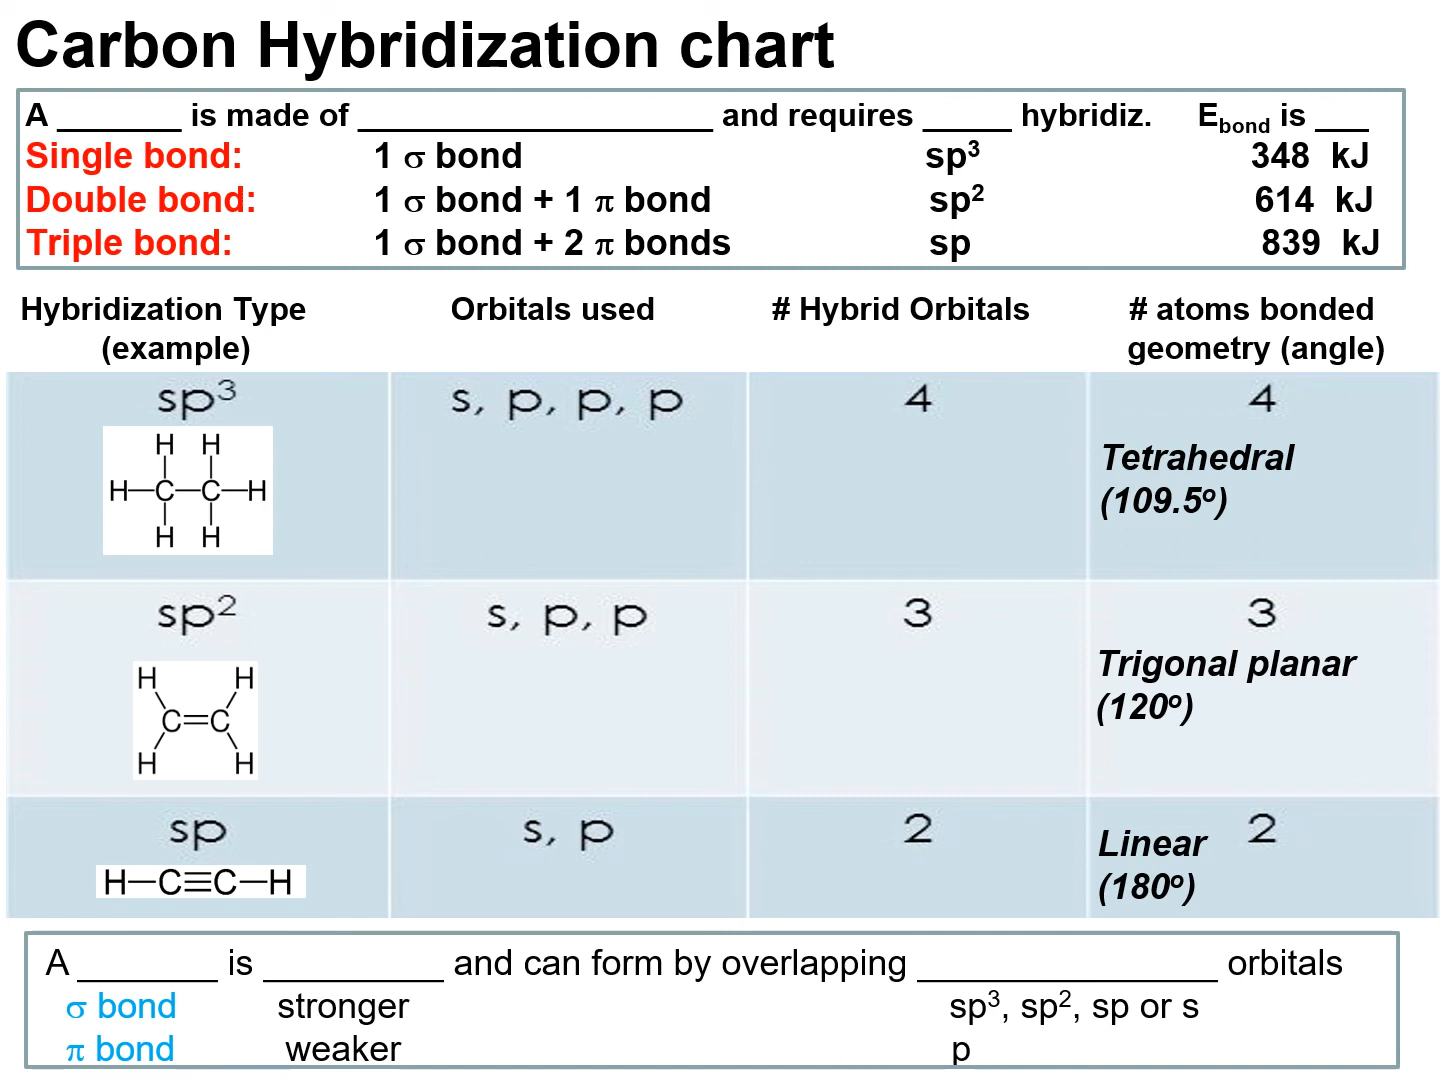 Carbon Hybridization chart
A _______ is made of ____________________ and requires _____ hybridiz. Ebond is ___
Single bond: 1 σ bond sp³ 348 kJ
Double bond: 1 σ bond + 1 π bond sp² 614 kJ
Triple bond: 1 σ bond + 2 π bonds sp 839 kJ
Hybridization Type Orbitals used # Hybrid Orbitals # atoms bonded
(example) geometry (angle)
sp³ s, p, p, p 4 4
H H
Tetrahedral
H–C–C–H
(109.5º)
H H
sp² s, p, p 3 3
Trigonal planar
H H
(120º)
C=C
H H
sp s, p 2 Linear 2
H–C≡C–H (180º)
A _______ is _________ and can form by overlapping _______________ orbitals
σ bond stronger sp³, sp², sp or s
π bond weaker p